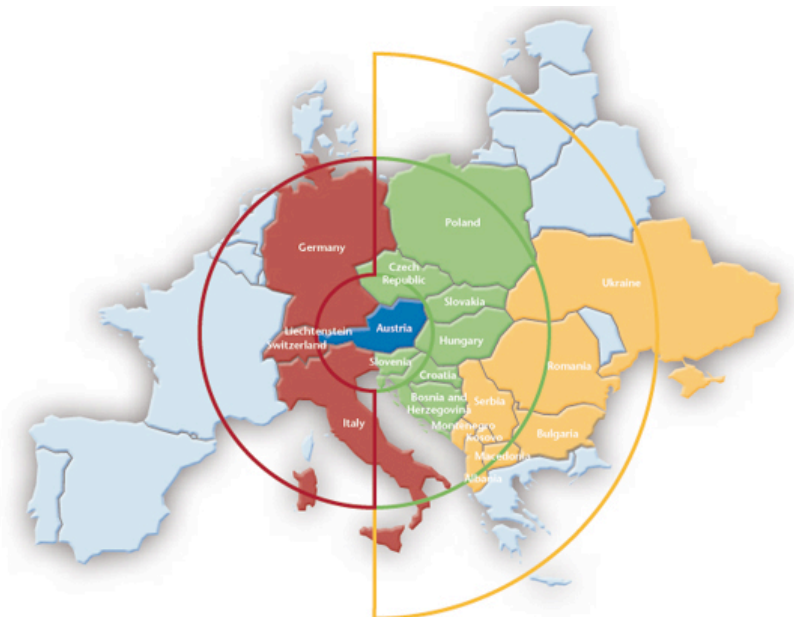 Poland
Germany
Czech
Republic
Ukraine
Slovakia
Liechtenstein
Austria
Switzerland
Hungary
Slovenia
Romania
Croatia
Bosnia and
Herzegovina
Serbia
Italy
Montenegro
Kosovo
Bulgaria
Macedonia
Albania